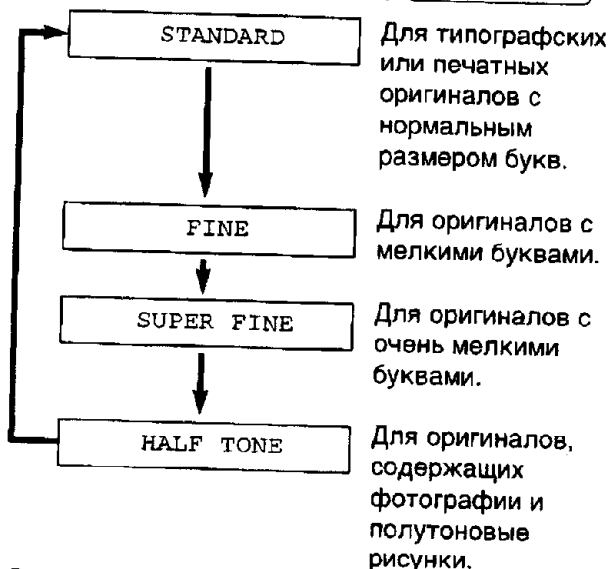 STANDARD
Для типографских
или печатных
оригиналов с
нормальным
размером букв.
FINE
Для оригиналов с
мелкими буквами.
SUPER FINE
Для оригиналов с
очень мелкими
буквами.
HALF TONE
Для оригиналов,
содержащих
фотографии и
полутоновые
рисунки.